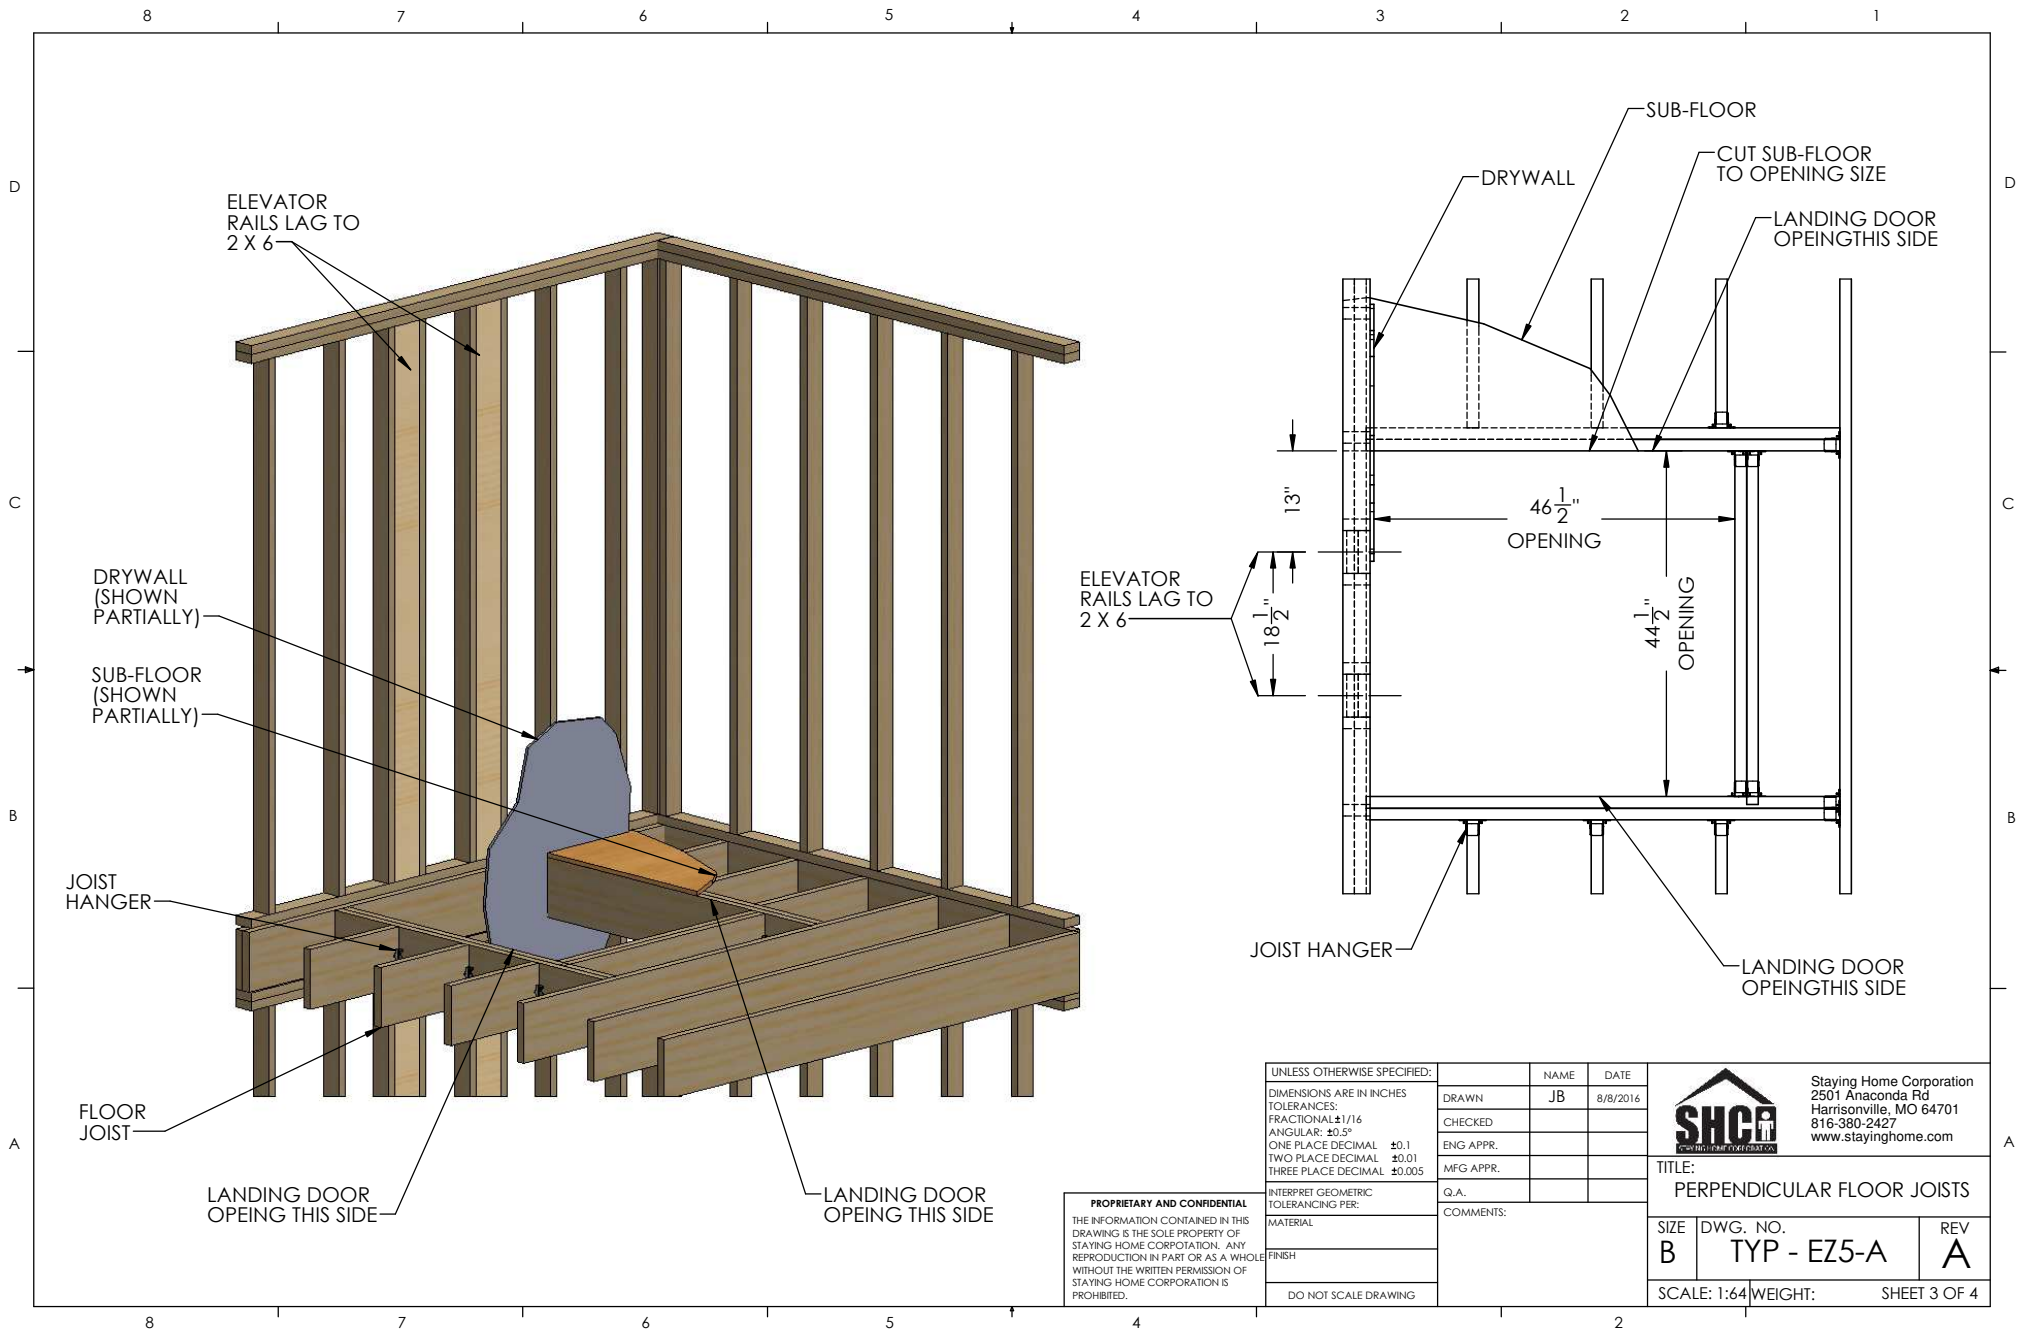 8 7 6 5 4 3 2 1
D
C
B
A
D
C
B
A
ELEVATOR
RAILS LAG TO
2 X 6
DRYWALL
(SHOWN
PARTIALLY)
SUB-FLOOR
(SHOWN
PARTIALLY)
JOIST
HANGER
FLOOR
JOIST
LANDING DOOR
OPEING THIS SIDE
LANDING DOOR
OPEING THIS SIDE
SUB-FLOOR
CUT SUB-FLOOR
TO OPENING SIZE
DRYWALL
LANDING DOOR
OPEINGTHIS SIDE
13"
46 1/2"
OPENING
ELEVATOR
RAILS LAG TO
2 X 6
18 1/2"
44 1/2"
OPENING
JOIST HANGER
LANDING DOOR
OPEINGTHIS SIDE
PROPRIETARY AND CONFIDENTIAL
THE INFORMATION CONTAINED IN THIS
DRAWING IS THE SOLE PROPERTY OF
STAYING HOME CORPOTATION. ANY
REPRODUCTION IN PART OR AS A WHOLE
WITHOUT THE WRITTEN PERMISSION OF
STAYING HOME CORPORATION IS
PROHIBITED.
UNLESS OTHERWISE SPECIFIED:
DIMENSIONS ARE IN INCHES
TOLERANCES:
FRACTIONAL±1/16
ANGULAR: ±0.5°
ONE PLACE DECIMAL ±0.1
TWO PLACE DECIMAL ±0.01
THREE PLACE DECIMAL ±0.005
INTERPRET GEOMETRIC
TOLERANCING PER:
MATERIAL
FINISH
DO NOT SCALE DRAWING
NAME DATE
DRAWN JB 8/8/2016
CHECKED
ENG APPR.
MFG APPR.
Q.A.
COMMENTS:
SHC
STAYING HOME CORPORATION
Staying Home Corporation
2501 Anaconda Rd
Harrisonville, MO 64701
816-380-2427
www.stayinghome.com
TITLE:
PERPENDICULAR FLOOR JOISTS
SIZE DWG. NO. REV
B TYP - EZ5-A A
SCALE: 1:64 WEIGHT: SHEET 3 OF 4
8 7 6 5 4 2